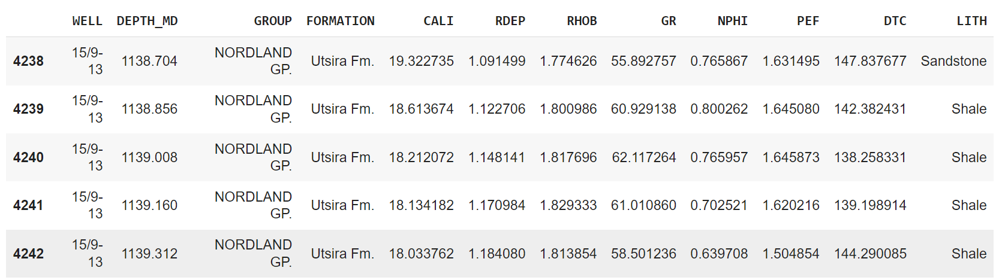 WELL DEPTH_MD GROUP FORMATION CALI RDEP RHOB GR NPHI PEF DTC LITH
4238 15/9-13 1138.704 NORDLAND GP. Utsira Fm. 19.322735 1.091499 1.774626 55.892757 0.765867 1.631495 147.837677 Sandstone
4239 15/9-13 1138.856 NORDLAND GP. Utsira Fm. 18.613674 1.122706 1.800986 60.929138 0.800262 1.645080 142.382431 Shale
4240 15/9-13 1139.008 NORDLAND GP. Utsira Fm. 18.212072 1.148141 1.817696 62.117264 0.765957 1.645873 138.258331 Shale
4241 15/9-13 1139.160 NORDLAND GP. Utsira Fm. 18.134182 1.170984 1.829333 61.010860 0.702521 1.620216 139.198914 Shale
4242 15/9-13 1139.312 NORDLAND GP. Utsira Fm. 18.033762 1.184080 1.813854 58.501236 0.639708 1.504854 144.290085 Shale